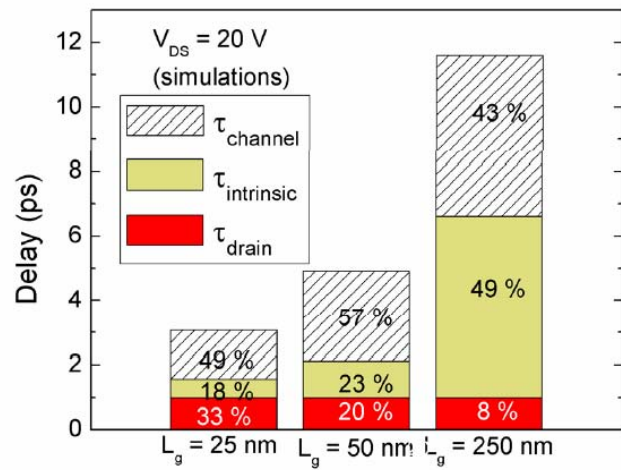 V_DS = 20 V
(simulations)
τ_channel
τ_intrinsic
τ_drain
Delay (ps)
12
10
8
6
4
2
0
49 %
18 %
33 %
57 %
23 %
20 %
43 %
49 %
8 %
L_g = 25 nm
L_g = 50 nm
L_g = 250 nm